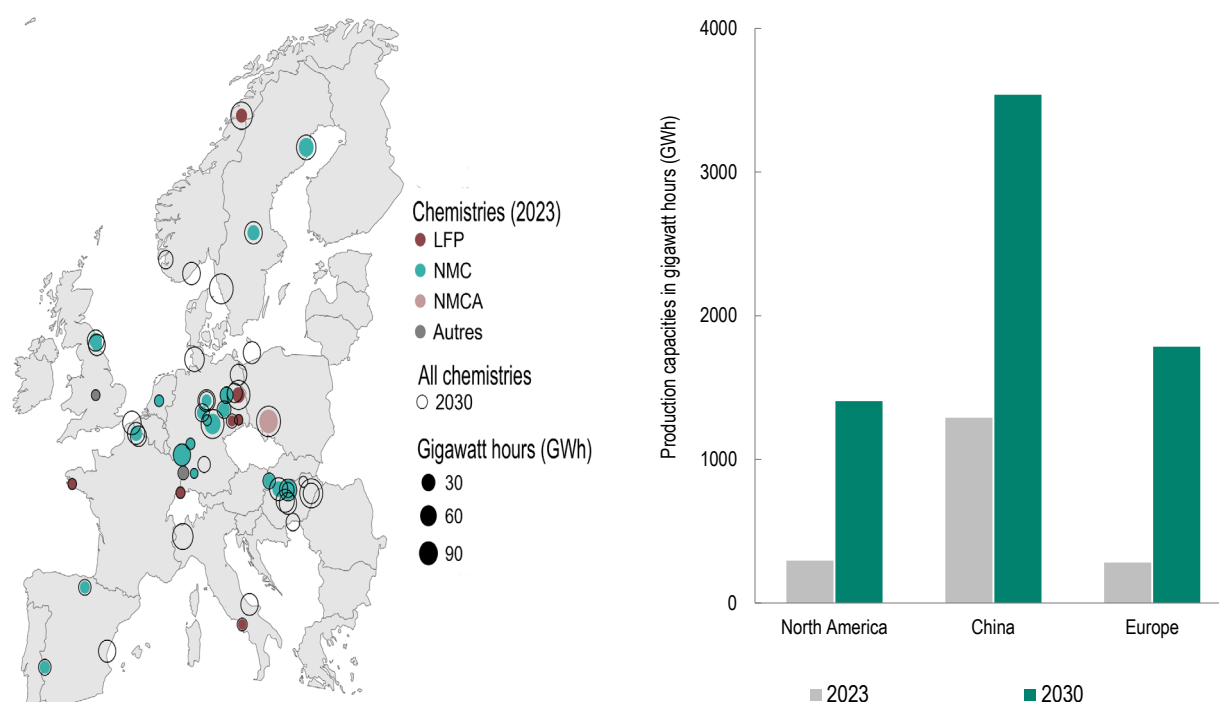 Chemistries (2023)
LFP
NMC
NMCA
Autres
All chemistries
2030
Gigawatt hours (GWh)
30
60
90
Production capacities in gigawatt hours (GWh)
4000
3000
2000
1000
0
North America
China
Europe
2023
2030